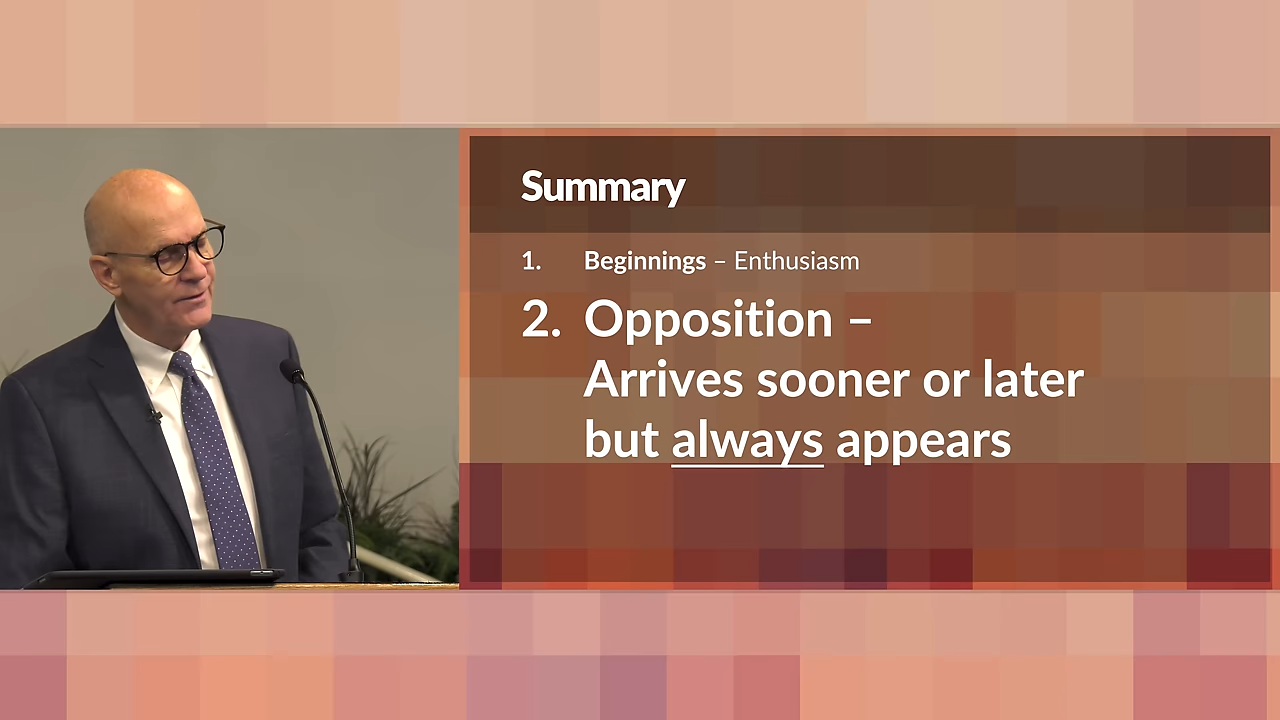 Summary
1. Beginnings – Enthusiasm
2. Opposition –
Arrives sooner or later
but always appears